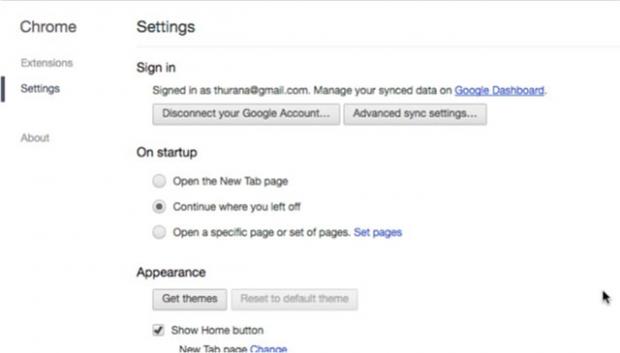 Chrome
Settings
Extensions
Settings
About
Sign in
Signed in as thurana@gmail.com. Manage your synced data on Google Dashboard.
Disconnect your Google Account... Advanced sync settings...
On startup
Open the New Tab page
Continue where you left off
Open a specific page or set of pages. Set pages
Appearance
Get themes Reset to default theme
Show Home button
New Tab page Change